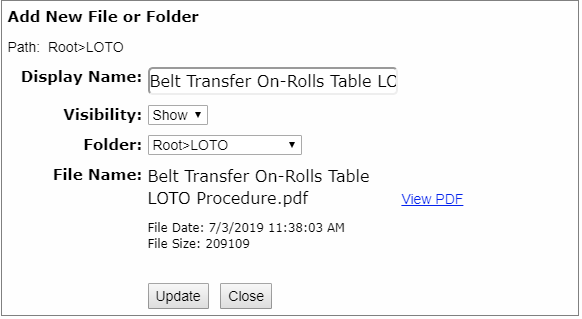 Add New File or Folder
Path: Root>LOTO
Display Name: Belt Transfer On-Rolls Table LO
Visibility: Show
Folder: Root>LOTO
File Name: Belt Transfer On-Rolls Table
LOTO Procedure.pdf View PDF
File Date: 7/3/2019 11:38:03 AM
File Size: 209109
Update Close